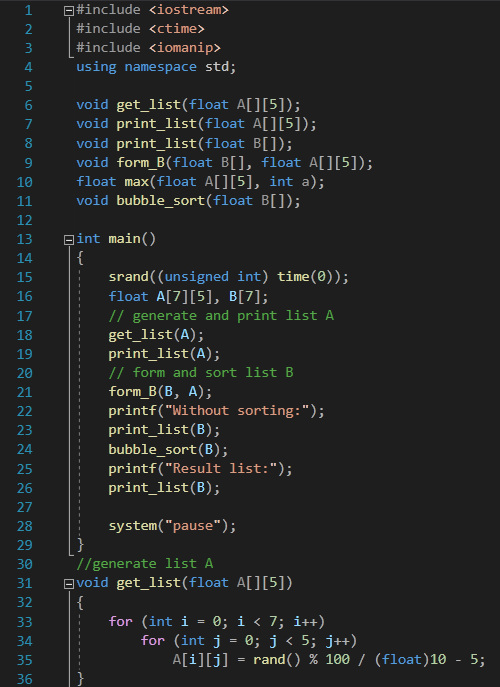 1 #include <iostream>
2 #include <ctime>
3 #include <iomanip>
4 using namespace std;
5
6 void get_list(float A[][5]);
7 void print_list(float A[][5]);
8 void print_list(float B[]);
9 void form_B(float B[], float A[][5]);
10 float max(float A[][5], int a);
11 void bubble_sort(float B[]);
12
13 int main()
14 {
15     srand((unsigned int) time(0));
16     float A[7][5], B[7];
17     // generate and print list A
18     get_list(A);
19     print_list(A);
20     // form and sort list B
21     form_B(B, A);
22     printf("Without sorting:");
23     print_list(B);
24     bubble_sort(B);
25     printf("Result list:");
26     print_list(B);
27
28     system("pause");
29 }
30 //generate list A
31 void get_list(float A[][5])
32 {
33     for (int i = 0; i < 7; i++)
34         for (int j = 0; j < 5; j++)
35             A[i][j] = rand() % 100 / (float)10 - 5;
36 }